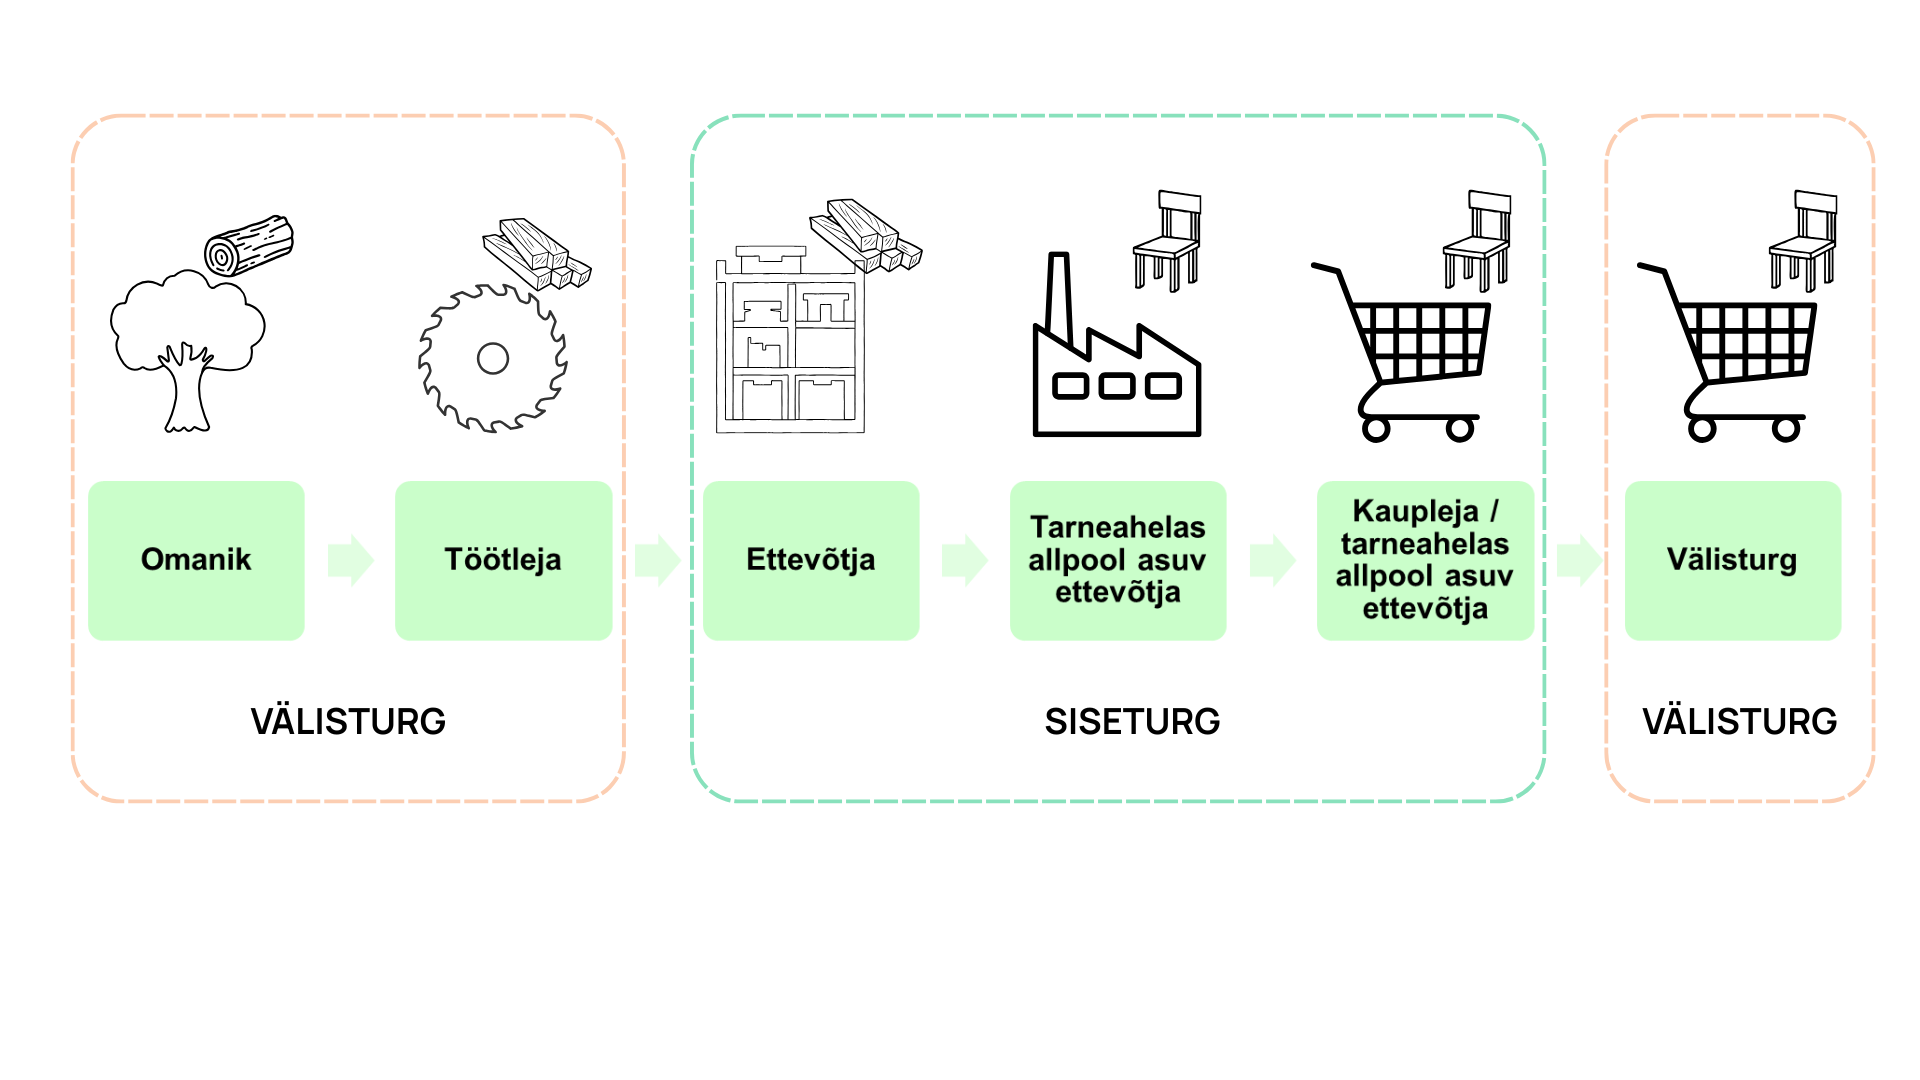 Omanik
Töötleja
Ettevõtja
Tarneahelas
allpool asuv
ettevõtja
Kaupleja /
tarneahelas
allpool asuv
ettevõtja
Välisturg
VÄLISTURG
SISETURG
VÄLISTURG